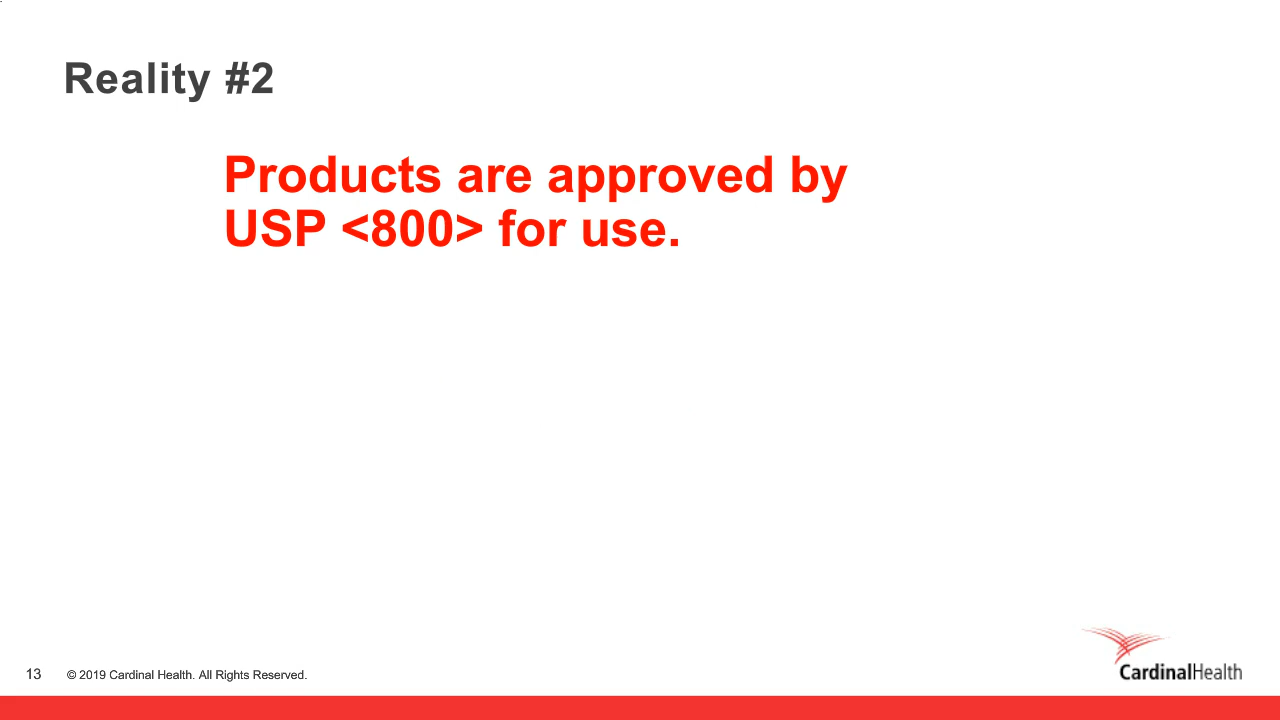 Reality #2
Products are approved by
USP <800> for use.
13 © 2019 Cardinal Health. All Rights Reserved.
CardinalHealth